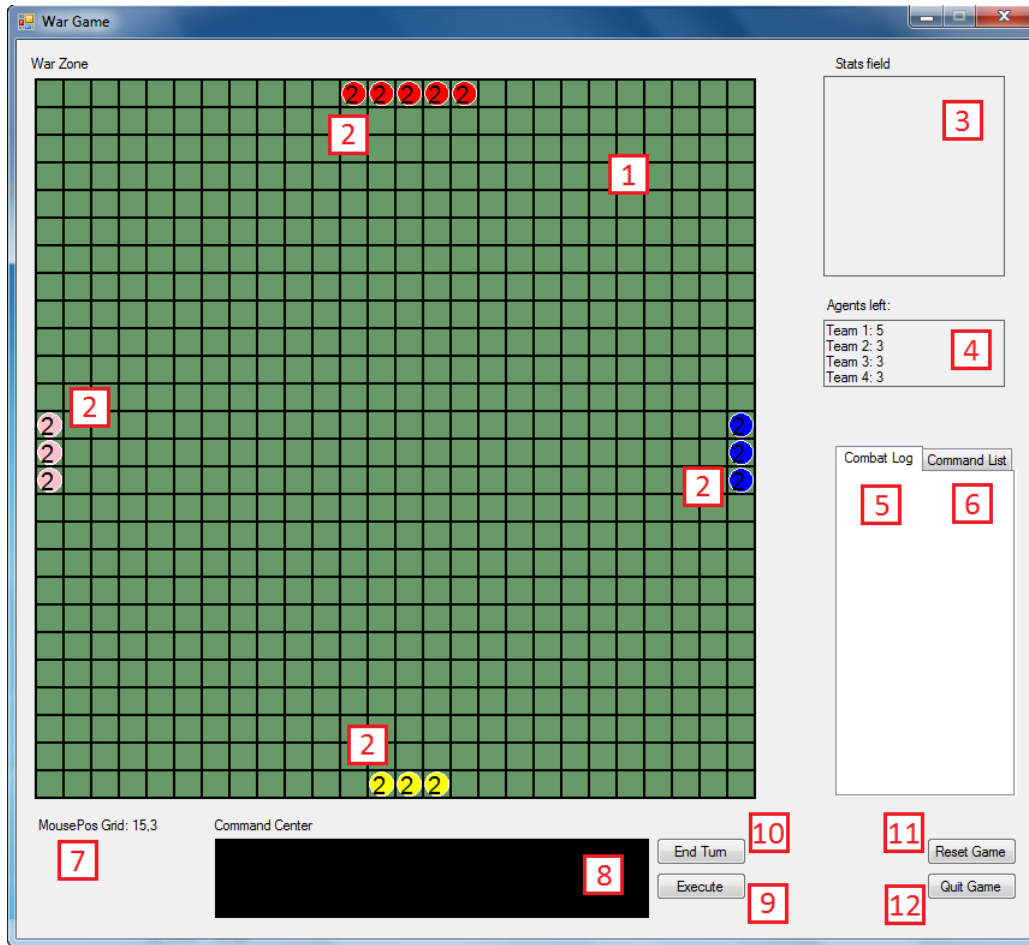 War Game
War Zone
Stats field
2 2 2 2 2
3
2
1
Agents left:
Team 1: 5
Team 2: 3
Team 3: 3
Team 4: 3
4
2
2
2
2
2
2
2
2
Combat Log
Command List
5
6
2
2 2 2
MousePos Grid: 15,3
Command Center
7
8
End Turn
10
Execute
9
11
Reset Game
12
Quit Game